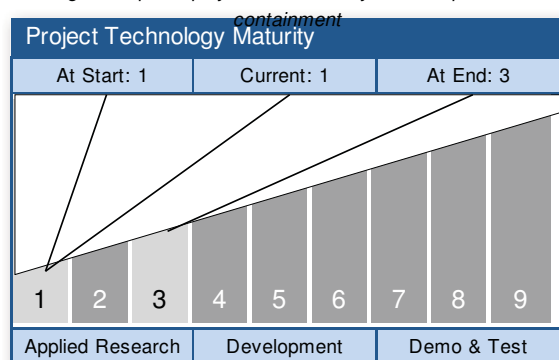 containment
Project Technology Maturity
At Start: 1 Current: 1 At End: 3
1 2 3 4 5 6 7 8 9
Applied Research Development Demo & Test